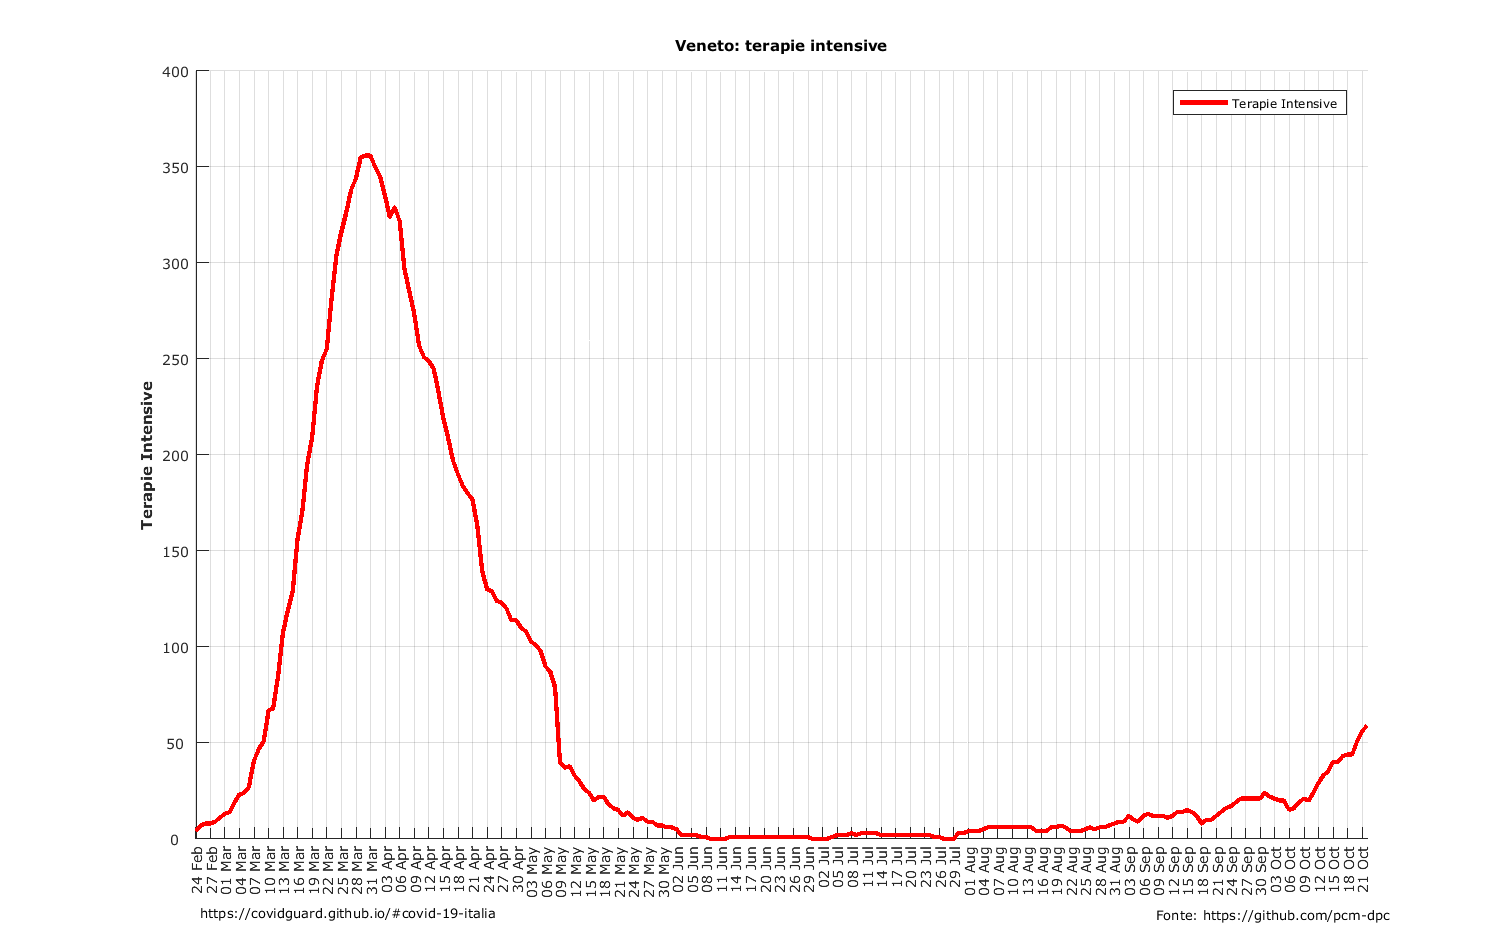 Veneto: terapie intensive
Terapie Intensive
Terapie Intensive
400
350
300
250
200
150
100
50
0
24 Feb
27 Feb
01 Mar
04 Mar
07 Mar
10 Mar
13 Mar
16 Mar
19 Mar
22 Mar
25 Mar
28 Mar
31 Mar
03 Apr
06 Apr
09 Apr
12 Apr
15 Apr
18 Apr
21 Apr
24 Apr
27 Apr
30 Apr
03 May
06 May
09 May
12 May
15 May
18 May
21 May
24 May
27 May
30 May
02 Jun
05 Jun
08 Jun
11 Jun
14 Jun
17 Jun
20 Jun
23 Jun
26 Jun
29 Jun
02 Jul
05 Jul
08 Jul
11 Jul
14 Jul
17 Jul
20 Jul
23 Jul
26 Jul
29 Jul
01 Aug
04 Aug
07 Aug
10 Aug
13 Aug
16 Aug
19 Aug
22 Aug
25 Aug
28 Aug
31 Aug
03 Sep
06 Sep
09 Sep
12 Sep
15 Sep
18 Sep
21 Sep
24 Sep
27 Sep
30 Sep
03 Oct
06 Oct
09 Oct
12 Oct
15 Oct
18 Oct
21 Oct
https://covidguard.github.io/#covid-19-italia
Fonte: https://github.com/pcm-dpc